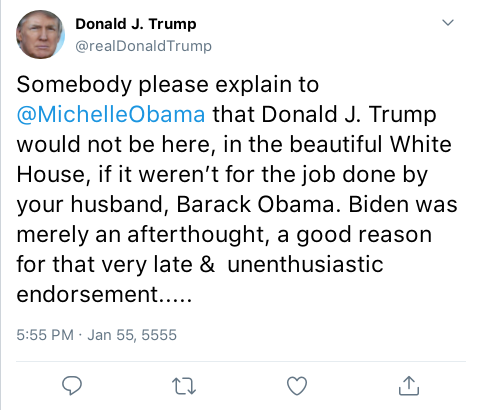 Donald J. Trump
@realDonaldTrump
Somebody please explain to
@MichelleObama that Donald J. Trump
would not be here, in the beautiful White
House, if it weren’t for the job done by
your husband, Barack Obama. Biden was
merely an afterthought, a good reason
for that very late &  unenthusiastic
endorsement.....
5:55 PM · Jan 55, 5555